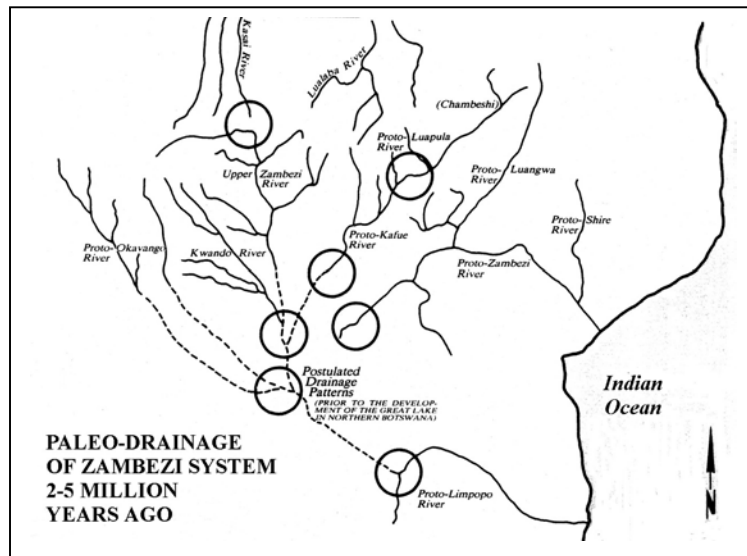 Kasai River
Lualaba River
(Chambeshi)
Proto-Luapula
River
Upper Zambezi
River
Proto-
Luangwa
River
Proto-Shire
River
Proto-Okavango
River
Kwando River
Proto-Kafue
River
Proto-Zambezi
River
Postulated
Drainage
Patterns
(PRIOR TO THE DEVELOP-
MENT OF THE GREAT LAKE
IN NORTHERN BOTSWANA)
Indian
Ocean
PALEO-DRAINAGE
OF ZAMBEZI SYSTEM
2-5 MILLION
YEARS AGO
Proto-Limpopo
River
N